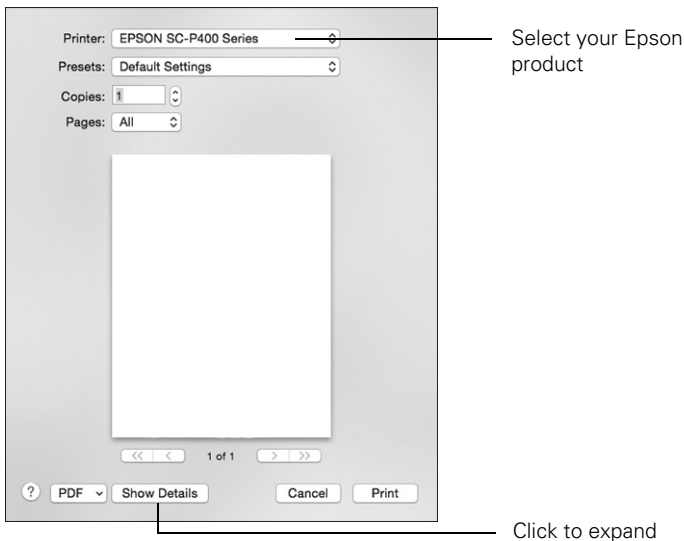 Printer: EPSON SC-P400 Series
Select your Epson
product
Presets: Default Settings
Copies: 1
Pages: All
<< < 1 of 1 > >>
? PDF Show Details Cancel Print
Click to expand